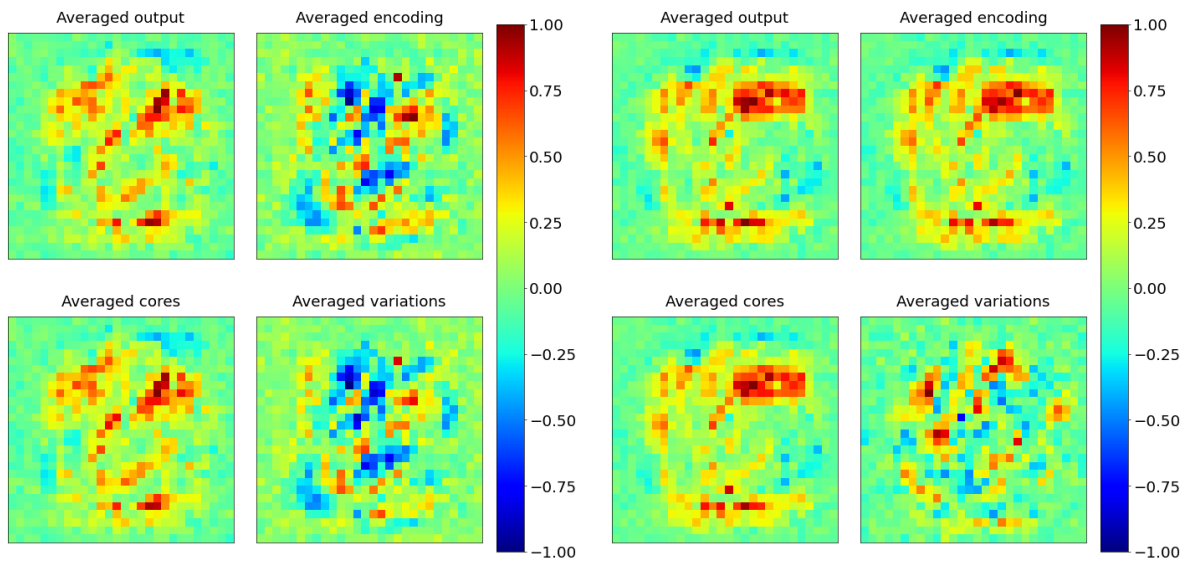 Averaged output
Averaged encoding
1.00
0.75
0.50
0.25
0.00
−0.25
−0.50
−0.75
−1.00
Averaged cores
Averaged variations
Averaged output
Averaged encoding
1.00
0.75
0.50
0.25
0.00
−0.25
−0.50
−0.75
−1.00
Averaged cores
Averaged variations